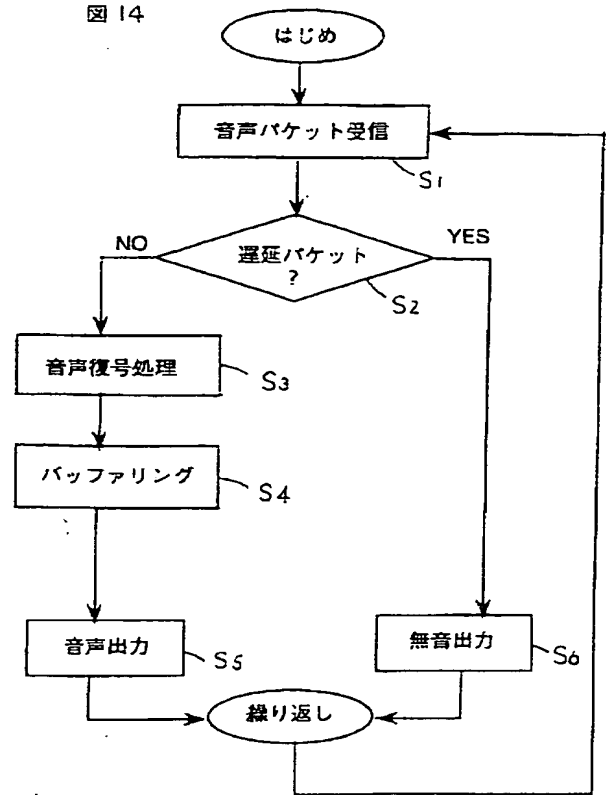 図14
はじめ
音声パケット受信
S1
NO
遅延パケット
?
YES
S2
音声復号処理
S3
バッファリング
S4
音声出力
S5
無音出力
S6
繰り返し